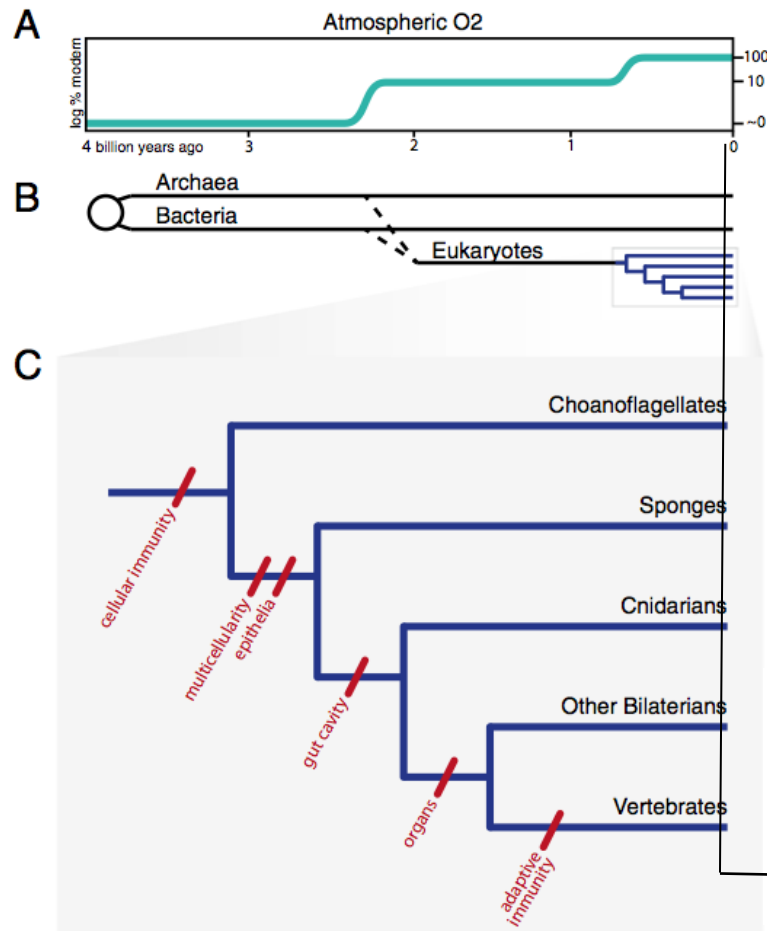 A
Atmospheric O2
log % modern
100
10
~0
4 billion years ago
3
2
1
0
B
Archaea
Bacteria
Eukaryotes
C
Choanoflagellates
Sponges
Cnidarians
Other Bilaterians
Vertebrates
cellular immunity
multicellularity
epithelia
gut cavity
organs
adaptive
immunity